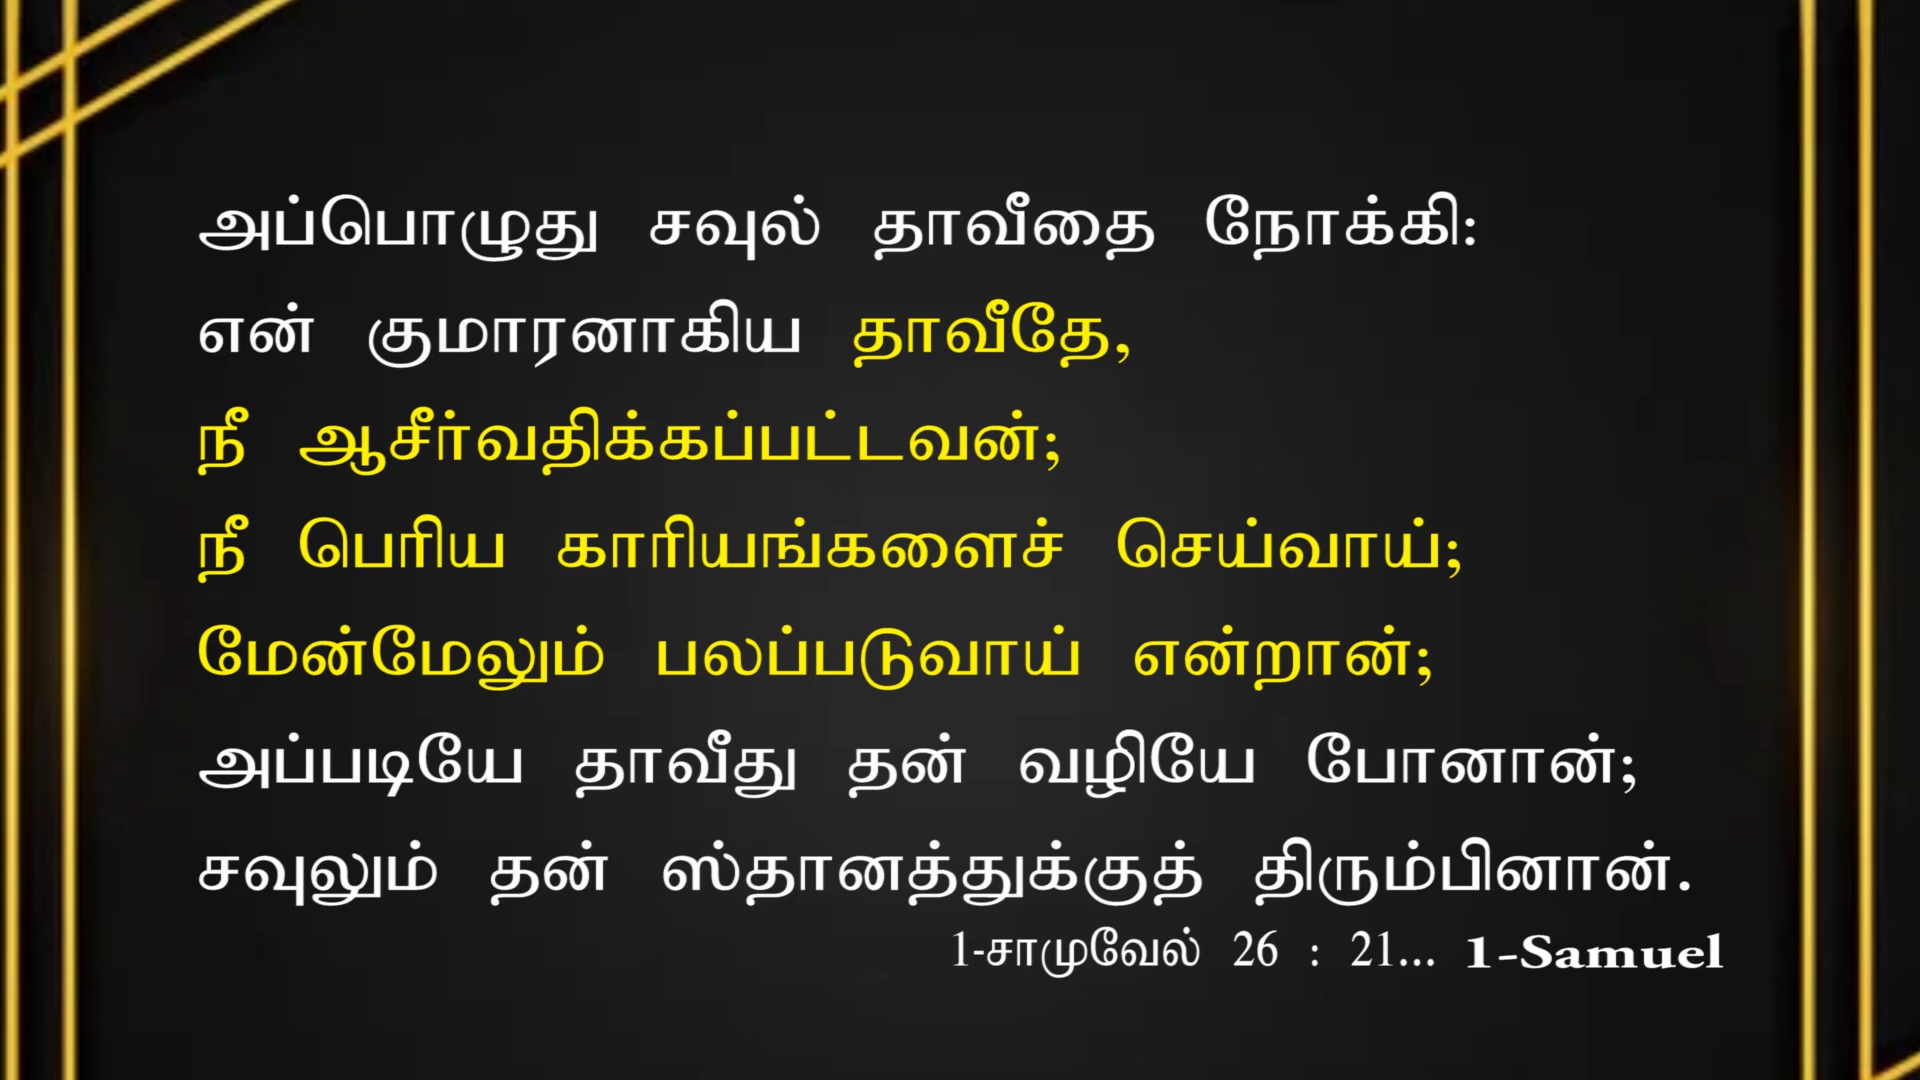 அப்பொழுது சவுல் தாவீதை நோக்கி:
என் குமாரனாகிய தாவீதே,
நீ ஆசீர்வதிக்கப்பட்டவன்;
நீ பெரிய காரியங்களைச் செய்வாய்;
மேன்மேலும் பலப்படுவாய் என்றான்;
அப்படியே தாவீது தன் வழியே போனான்;
சவுலும் தன் ஸ்தானத்துக்குத் திரும்பினான்.
1-சாமுவேல் 26 : 21... 1-Samuel